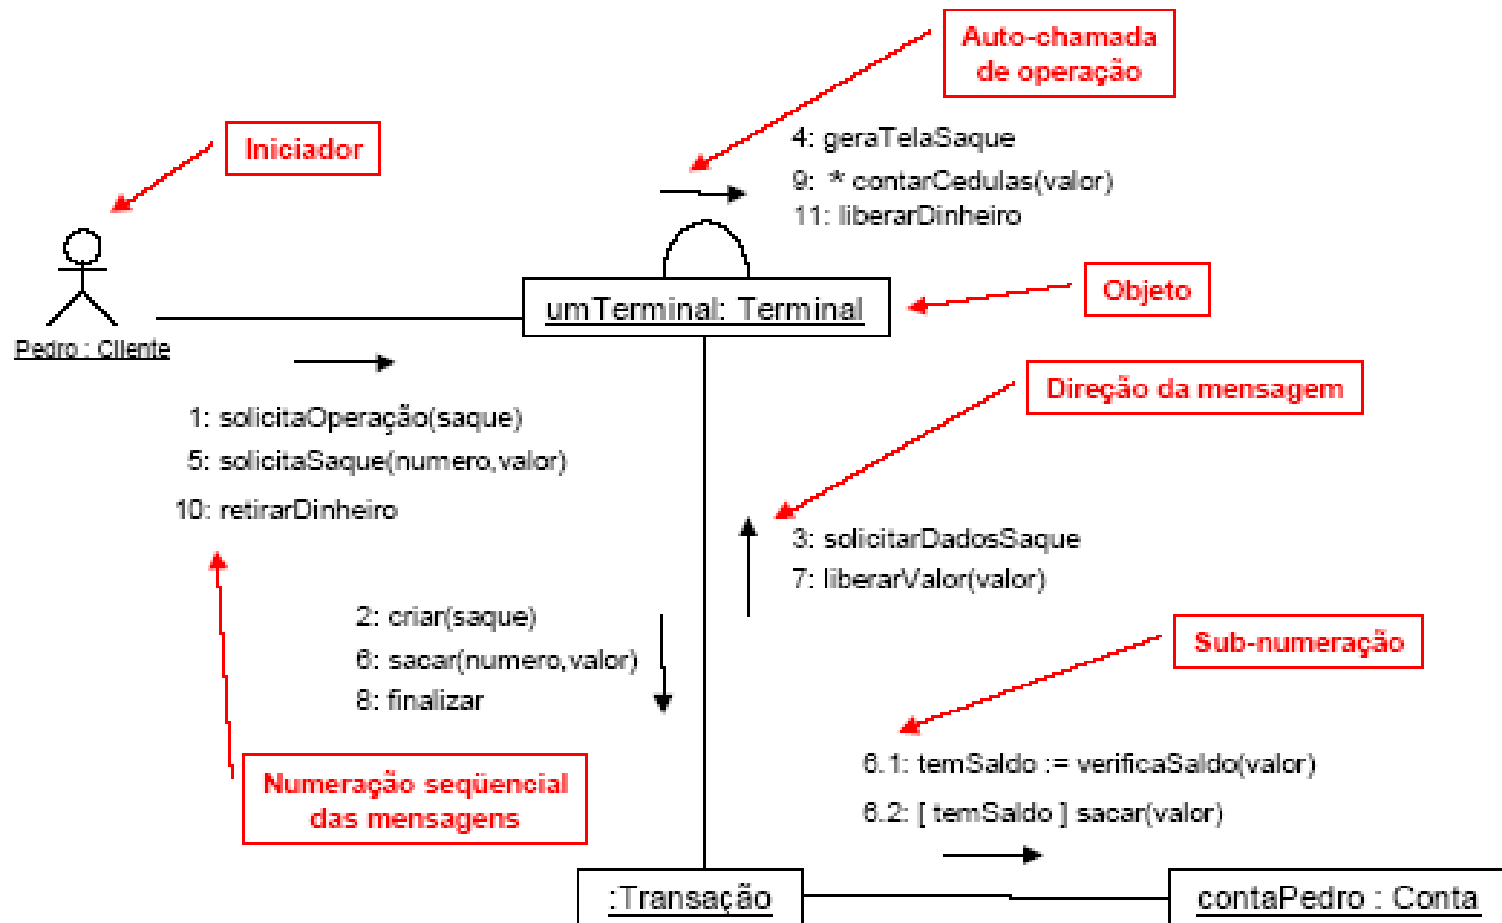 Auto-chamada
de operação
Iniciador
4: geraTelaSaque
9: * contarCedulas(valor)
11: liberarDinheiro
umTerminal: Terminal
Objeto
Pedro : Cliente
Direção da mensagem
1: solicitaOperação(saque)
5: solicitaSaque(numero,valor)
10: retirarDinheiro
3: solicitarDadosSaque
7: liberarValor(valor)
2: criar(saque)
6: sacar(numero,valor)
8: finalizar
Sub-numeração
Numeração seqüencial
das mensagens
6.1: temSaldo := verificaSaldo(valor)
6.2: [ temSaldo ] sacar(valor)
:Transação
contaPedro : Conta